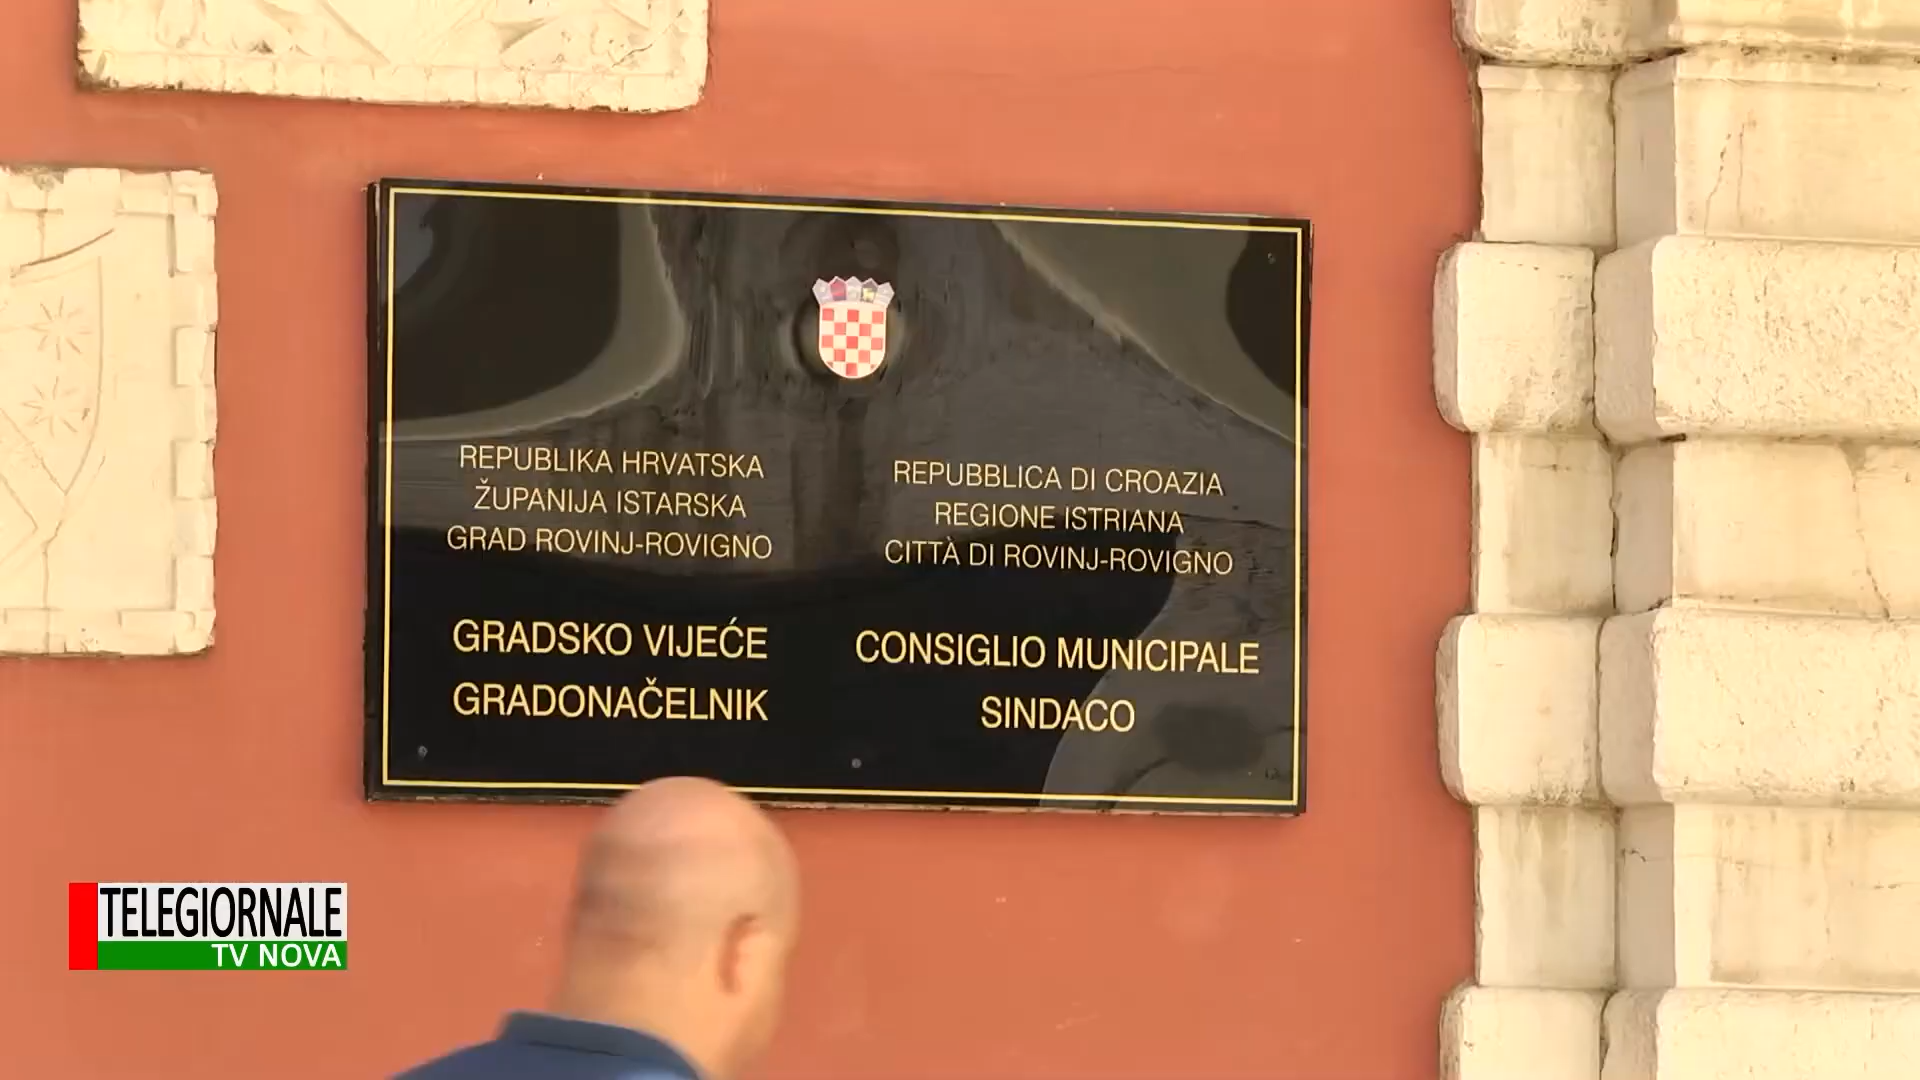 REPUBLIKA HRVATSKA
ŽUPANIJA ISTARSKA
GRAD ROVINJ-ROVIGNO
GRADSKO VIJEĆE
GRADONAČELNIK
REPUBBLICA DI CROAZIA
REGIONE ISTRIANA
CITTÀ DI ROVINJ-ROVIGNO
CONSIGLIO MUNICIPALE
SINDACO
TELEGIORNALE
TV NOVA